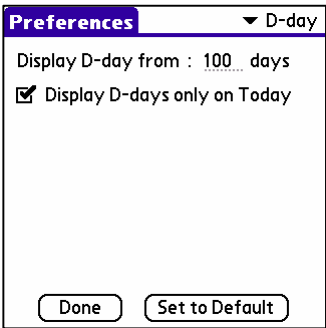 Preferences D-day
Display D-day from : 100 days
Display D-days only on Today
Done Set to Default